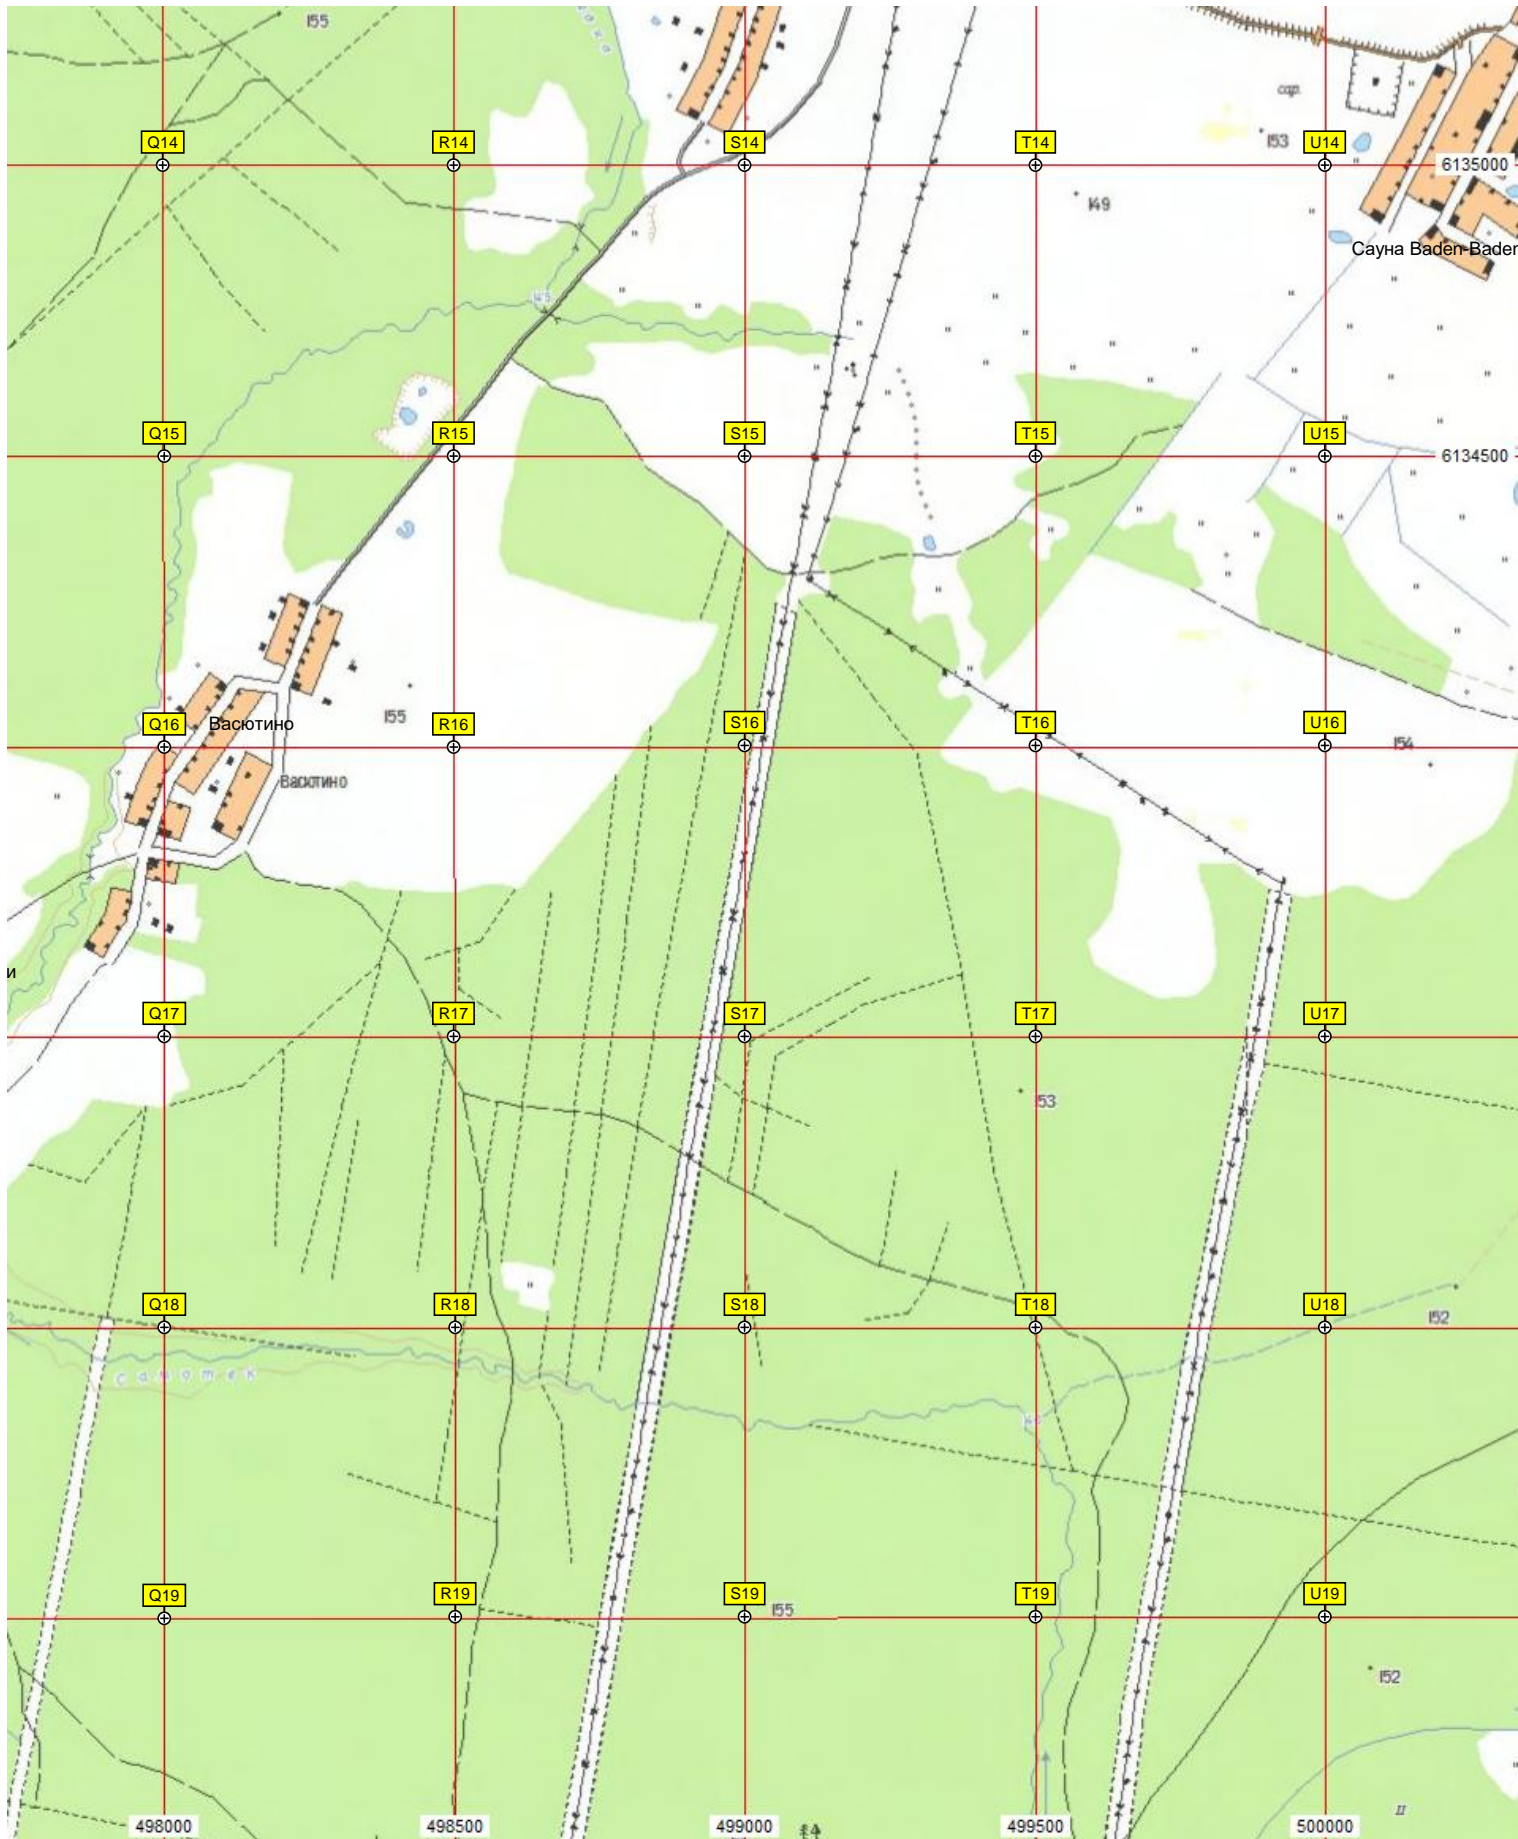 155
сар.
153
Q14
R14
S14
T14
U14
6135000
149
Сауна Baden-Baden
Q15
R15
S15
T15
U15
6134500
155
Q16
Васютино
R16
S16
T16
U16
154
Васютино
и
Q17
R17
S17
T17
U17
153
Q18
R18
S18
T18
U18
152
Самотек
Q19
R19
S19
T19
U19
155
152
498000
498500
499000
499500
500000